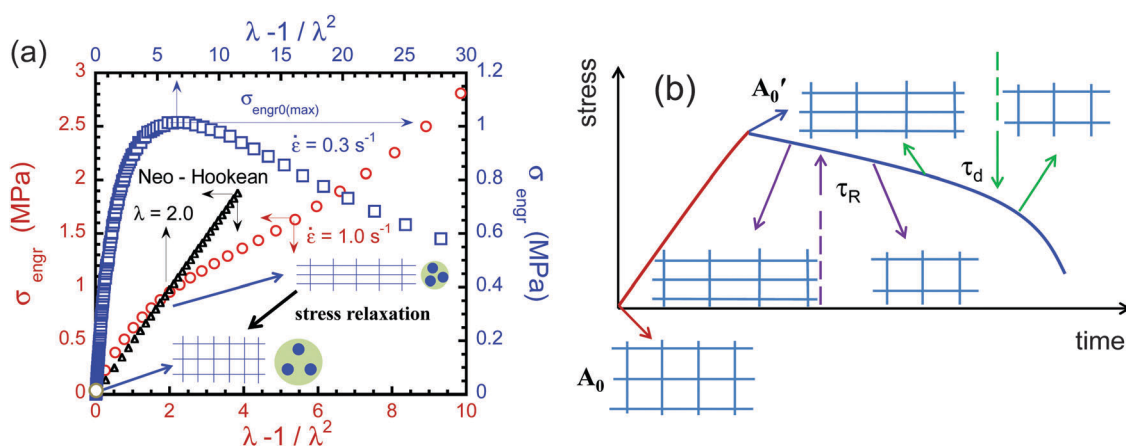 (a)
λ -1 / λ²
0 5 10 15 20 25 30
3
2.5
2
1.5
1
0.5
0
σ engr (MPa)
1.2
1
0.8
0.6
0.4
0.2
0
σ engr (MPa)
σengr0(max)
ε̇ = 0.3 s⁻¹
Neo - Hookean
λ = 2.0
ε̇ = 1.0 s⁻¹
stress relaxation
0 2 4 6 8 10
λ -1 / λ²
(b)
stress
A₀′
τR
τd
time
A₀